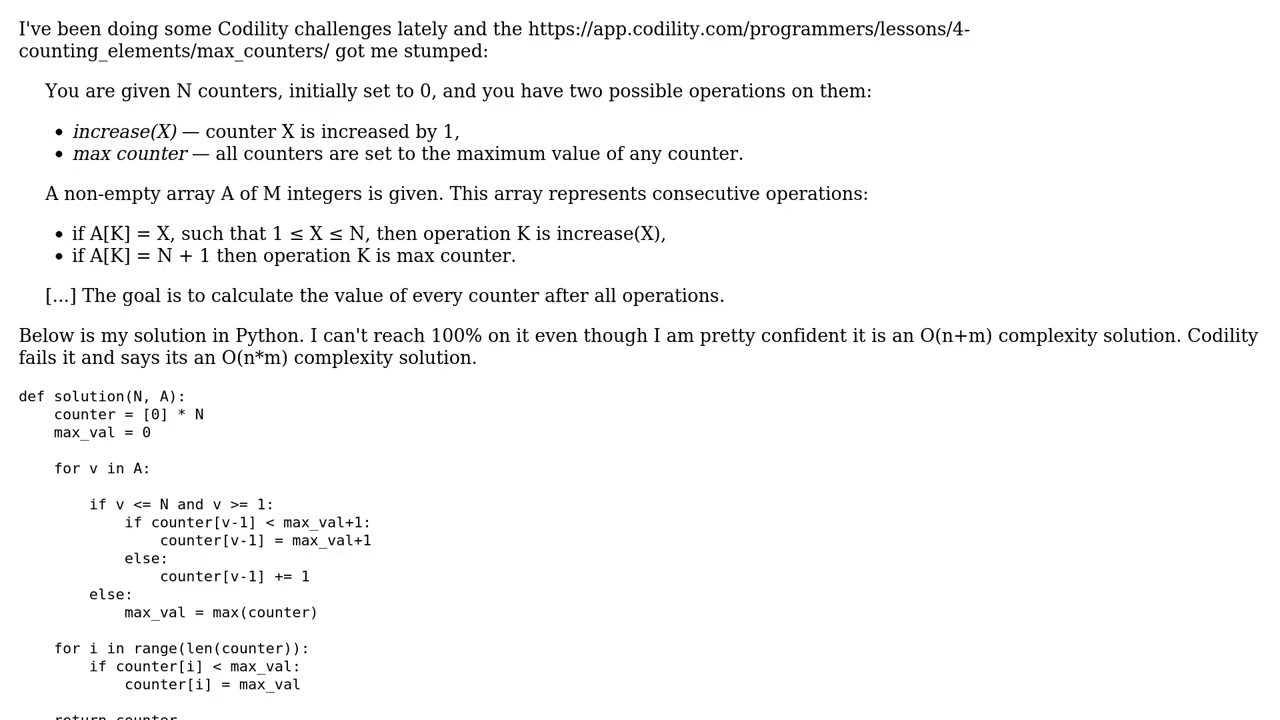 I've been doing some Codility challenges lately and the https://app.codility.com/programmers/lessons/4-
counting_elements/max_counters/ got me stumped:
You are given N counters, initially set to 0, and you have two possible operations on them:
• increase(X) — counter X is increased by 1,
• max counter — all counters are set to the maximum value of any counter.
A non-empty array A of M integers is given. This array represents consecutive operations:
• if A[K] = X, such that 1 ≤ X ≤ N, then operation K is increase(X),
• if A[K] = N + 1 then operation K is max counter.
[...] The goal is to calculate the value of every counter after all operations.
Below is my solution in Python. I can't reach 100% on it even though I am pretty confident it is an O(n+m) complexity solution. Codility
fails it and says its an O(n*m) complexity solution.
def solution(N, A):
    counter = [0] * N
    max_val = 0
    for v in A:
        if v <= N and v >= 1:
            if counter[v-1] < max_val+1:
                counter[v-1] = max_val+1
            else:
                counter[v-1] += 1
        else:
            max_val = max(counter)
    for i in range(len(counter)):
        if counter[i] < max_val:
            counter[i] = max_val
    return counter